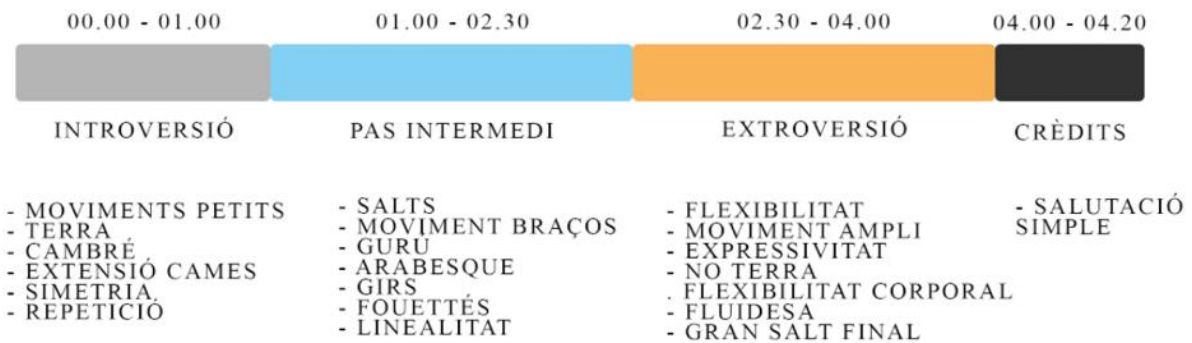 00.00 - 01.00
01.00 - 02.30
02.30 - 04.00
04.00 - 04.20
INTROVERSIÓ
PAS INTERMEDI
EXTROVERSIÓ
CRÈDITS
- MOVIMENTS PETITS
- TERRA
- CAMBRÉ
- EXTENSIÓ CAMES
- SIMETRIA
- REPETICIÓ
- SALTS
- MOVIMENT BRAÇOS
- GURÚ
- ARABESQUE
- GIRS
- FOUETTÉS
- LINEALITAT
- FLEXIBILITAT
- MOVIMENT AMPLI
- EXPRESSIVITAT
- NO TERRA
. FLEXIBILITAT CORPORAL
- FLUIDESA
- GRAN SALT FINAL
- SALUTACIÓ
SIMPLE